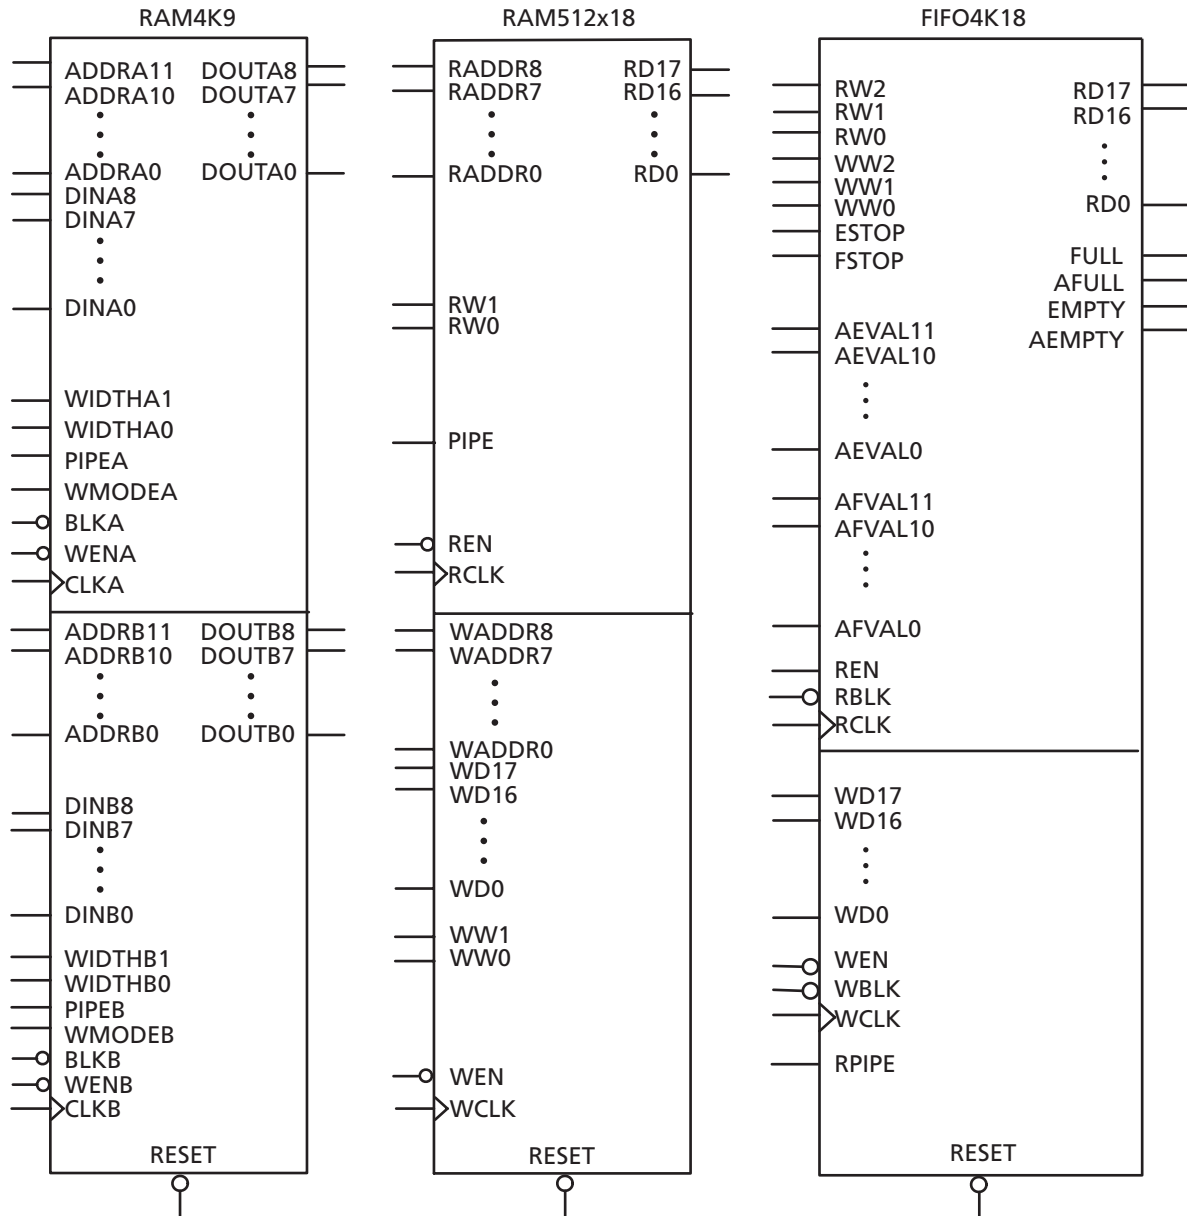 RAM4K9
ADDRA11 DOUTA8
ADDRA10 DOUTA7
ADDRA0 DOUTA0
DINA8
DINA7
DINA0
WIDTHA1
WIDTHA0
PIPEA
WMODEA
BLKA
WENA
CLKA
ADDRB11 DOUTB8
ADDRB10 DOUTB7
ADDRB0 DOUTB0
DINB8
DINB7
DINB0
WIDTHB1
WIDTHB0
PIPEB
WMODEB
BLKB
WENB
CLKB
RESET
RAM512x18
RADDR8 RD17
RADDR7 RD16
RADDR0 RD0
RW1
RW0
PIPE
REN
RCLK
WADDR8
WADDR7
WADDR0
WD17
WD16
WD0
WW1
WW0
WEN
WCLK
RESET
FIFO4K18
RW2 RD17
RW1 RD16
RW0
WW2
WW1
WW0 RD0
ESTOP
FSTOP FULL
AFULL
EMPTY
AEVAL11 AEMPTY
AEVAL10
AEVAL0
AFVAL11
AFVAL10
AFVAL0
REN
RBLK
RCLK
WD17
WD16
WD0
WEN
WBLK
WCLK
RPIPE
RESET